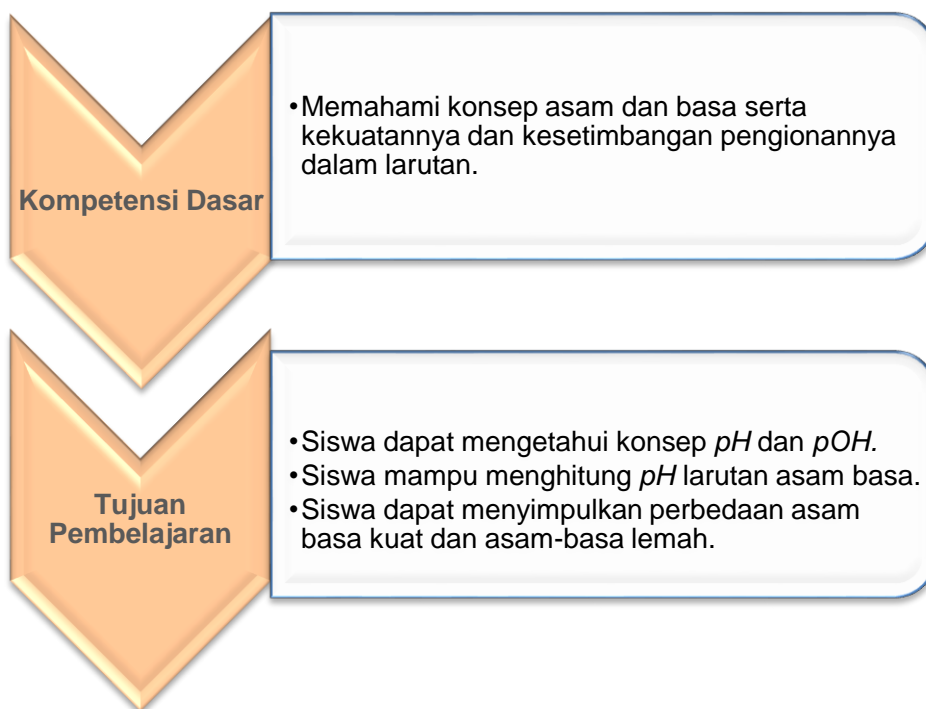 Kompetensi Dasar
•Memahami konsep asam dan basa serta
kekuatannya dan kesetimbangan pengionannya
dalam larutan.
Tujuan
Pembelajaran
•Siswa dapat mengetahui konsep pH dan pOH.
•Siswa mampu menghitung pH larutan asam basa.
•Siswa dapat menyimpulkan perbedaan asam
basa kuat dan asam-basa lemah.